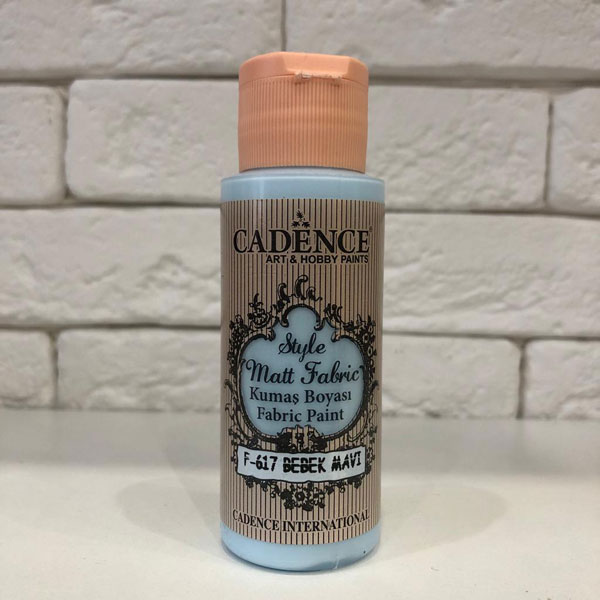 CADENCE®
ART & HOBBY PAINTS
Style
Matt Fabric
Kumaş Boyası
Fabric Paint
F-617 BEBEK MAVI
CADENCE INTERNATIONAL